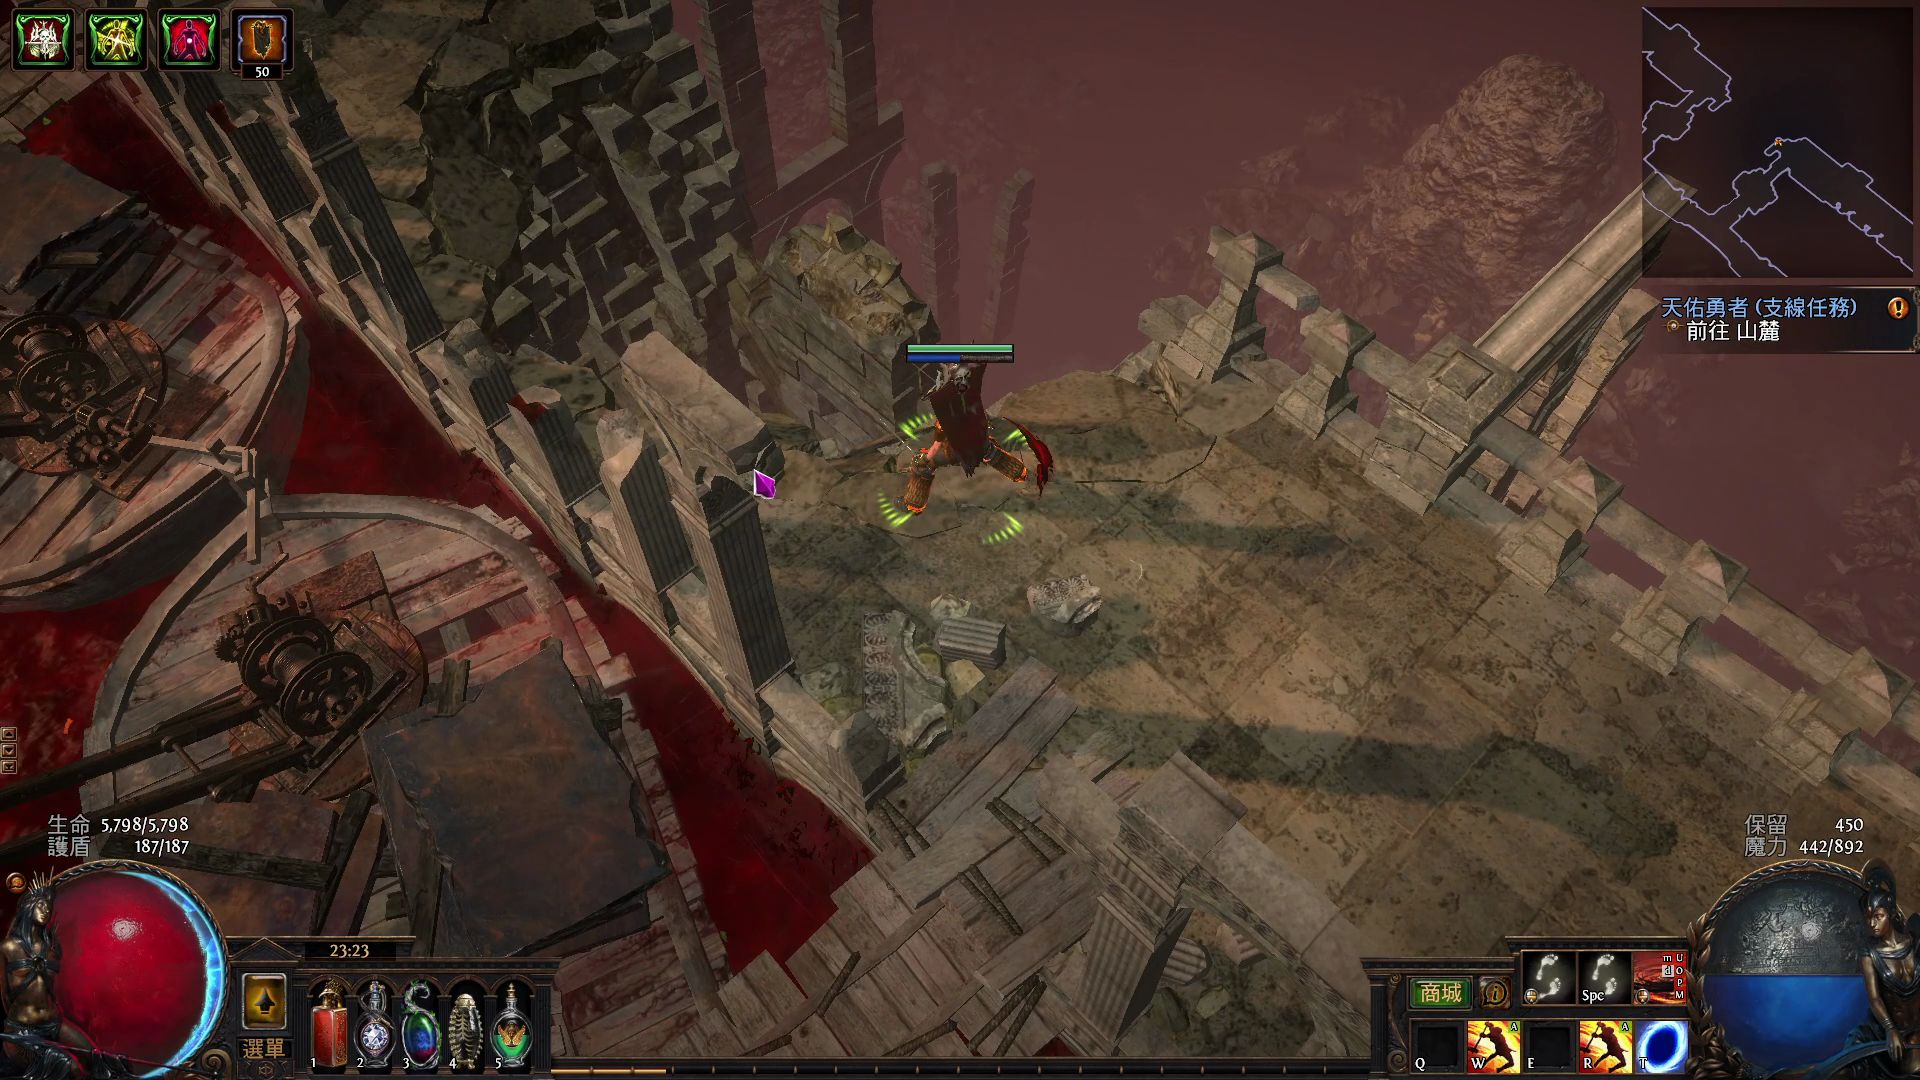 50
天佑勇者 (支線任務)
前往 山麓
生命 5,798/5,798
護盾 187/187
保留 450
魔力 442/892
23:23
選單
1 2 3 4 5
商城
Spc
m U
d O
P
M
Q W A E R A T